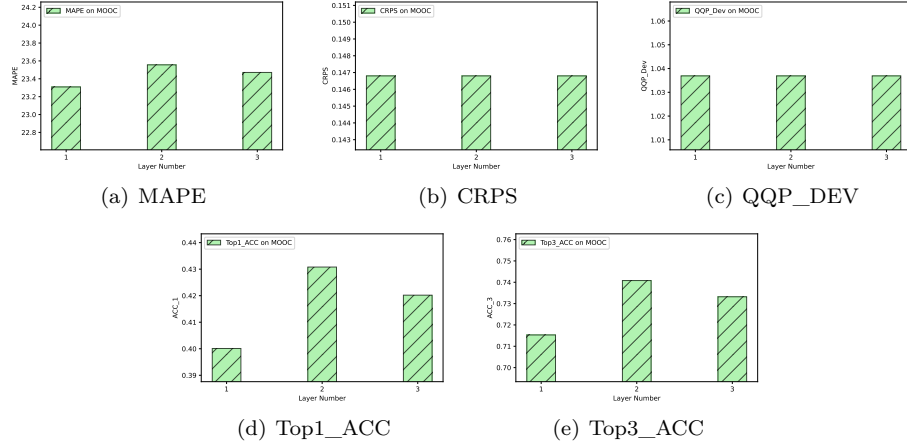 MAPE on MOOC
24.2
24.0
23.8
23.6
23.4
23.2
23.0
22.8
MAPE
1 2 3
Layer Number
(a) MAPE
CRPS on MOOC
0.151
0.150
0.149
0.148
0.147
0.146
0.145
0.144
0.143
CRPS
1 2 3
Layer Number
(b) CRPS
QQP_Dev on MOOC
1.06
1.05
1.04
1.03
1.02
1.01
QQP_Dev
1 2 3
Layer Number
(c) QQP_DEV
Top1_ACC on MOOC
0.44
0.43
0.42
0.41
0.40
0.39
ACC_1
1 2 3
Layer Number
(d) Top1_ACC
Top3_ACC on MOOC
0.76
0.75
0.74
0.73
0.72
0.71
0.70
ACC_3
1 2 3
Layer Number
(e) Top3_ACC